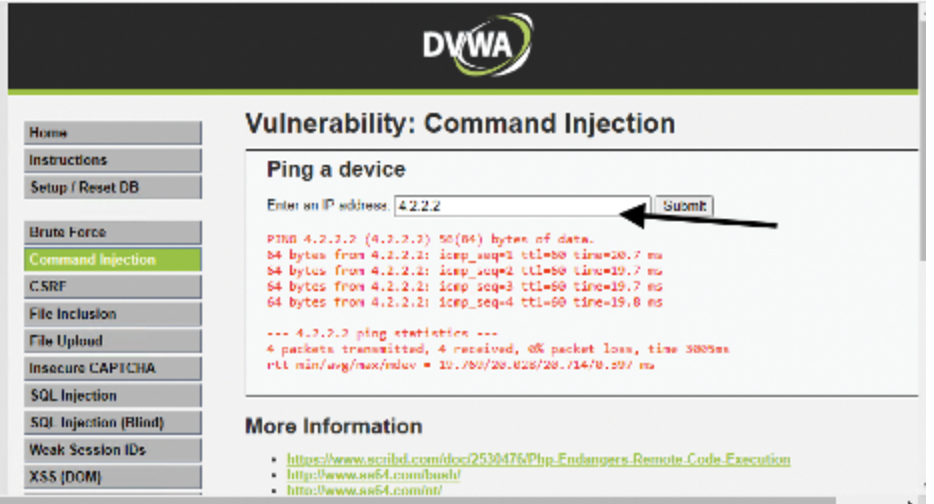 DVWA
Home
Instructions
Setup / Reset DB
Brute Force
Command Injection
CSRF
File Inclusion
File Upload
Insecure CAPTCHA
SQL Injection
SQL Injection (Blind)
Weak Session IDs
XSS (DOM)
Vulnerability: Command Injection
Ping a device
Enter an IP address: 4.2.2.2 Submit
PING 4.2.2.2 (4.2.2.2) 56(84) bytes of data.
64 bytes from 4.2.2.2: icmp_seq=1 ttl=60 time=20.7 ms
64 bytes from 4.2.2.2: icmp_seq=2 ttl=60 time=19.7 ms
64 bytes from 4.2.2.2: icmp_seq=3 ttl=60 time=19.7 ms
64 bytes from 4.2.2.2: icmp_seq=4 ttl=60 time=19.8 ms
--- 4.2.2.2 ping statistics ---
4 packets transmitted, 4 received, 0% packet loss, time 3005ms
rtt min/avg/max/mdev = 19.769/20.028/20.714/0.397 ms
More Information
https://www.scribd.com/doc/2530476/Php-Endangers-Remote-Code-Execution
http://www.ss64.com/bash/
http://www.ss64.com/nt/